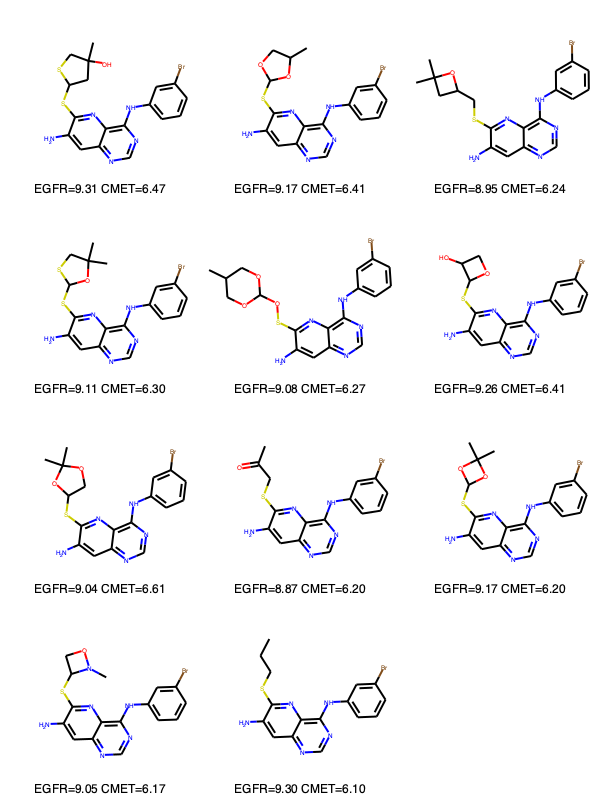 EGFR=9.31 CMET=6.47
EGFR=9.17 CMET=6.41
EGFR=8.95 CMET=6.24
EGFR=9.11 CMET=6.30
EGFR=9.08 CMET=6.27
EGFR=9.26 CMET=6.41
EGFR=9.04 CMET=6.61
EGFR=8.87 CMET=6.20
EGFR=9.17 CMET=6.20
EGFR=9.05 CMET=6.17
EGFR=9.30 CMET=6.10